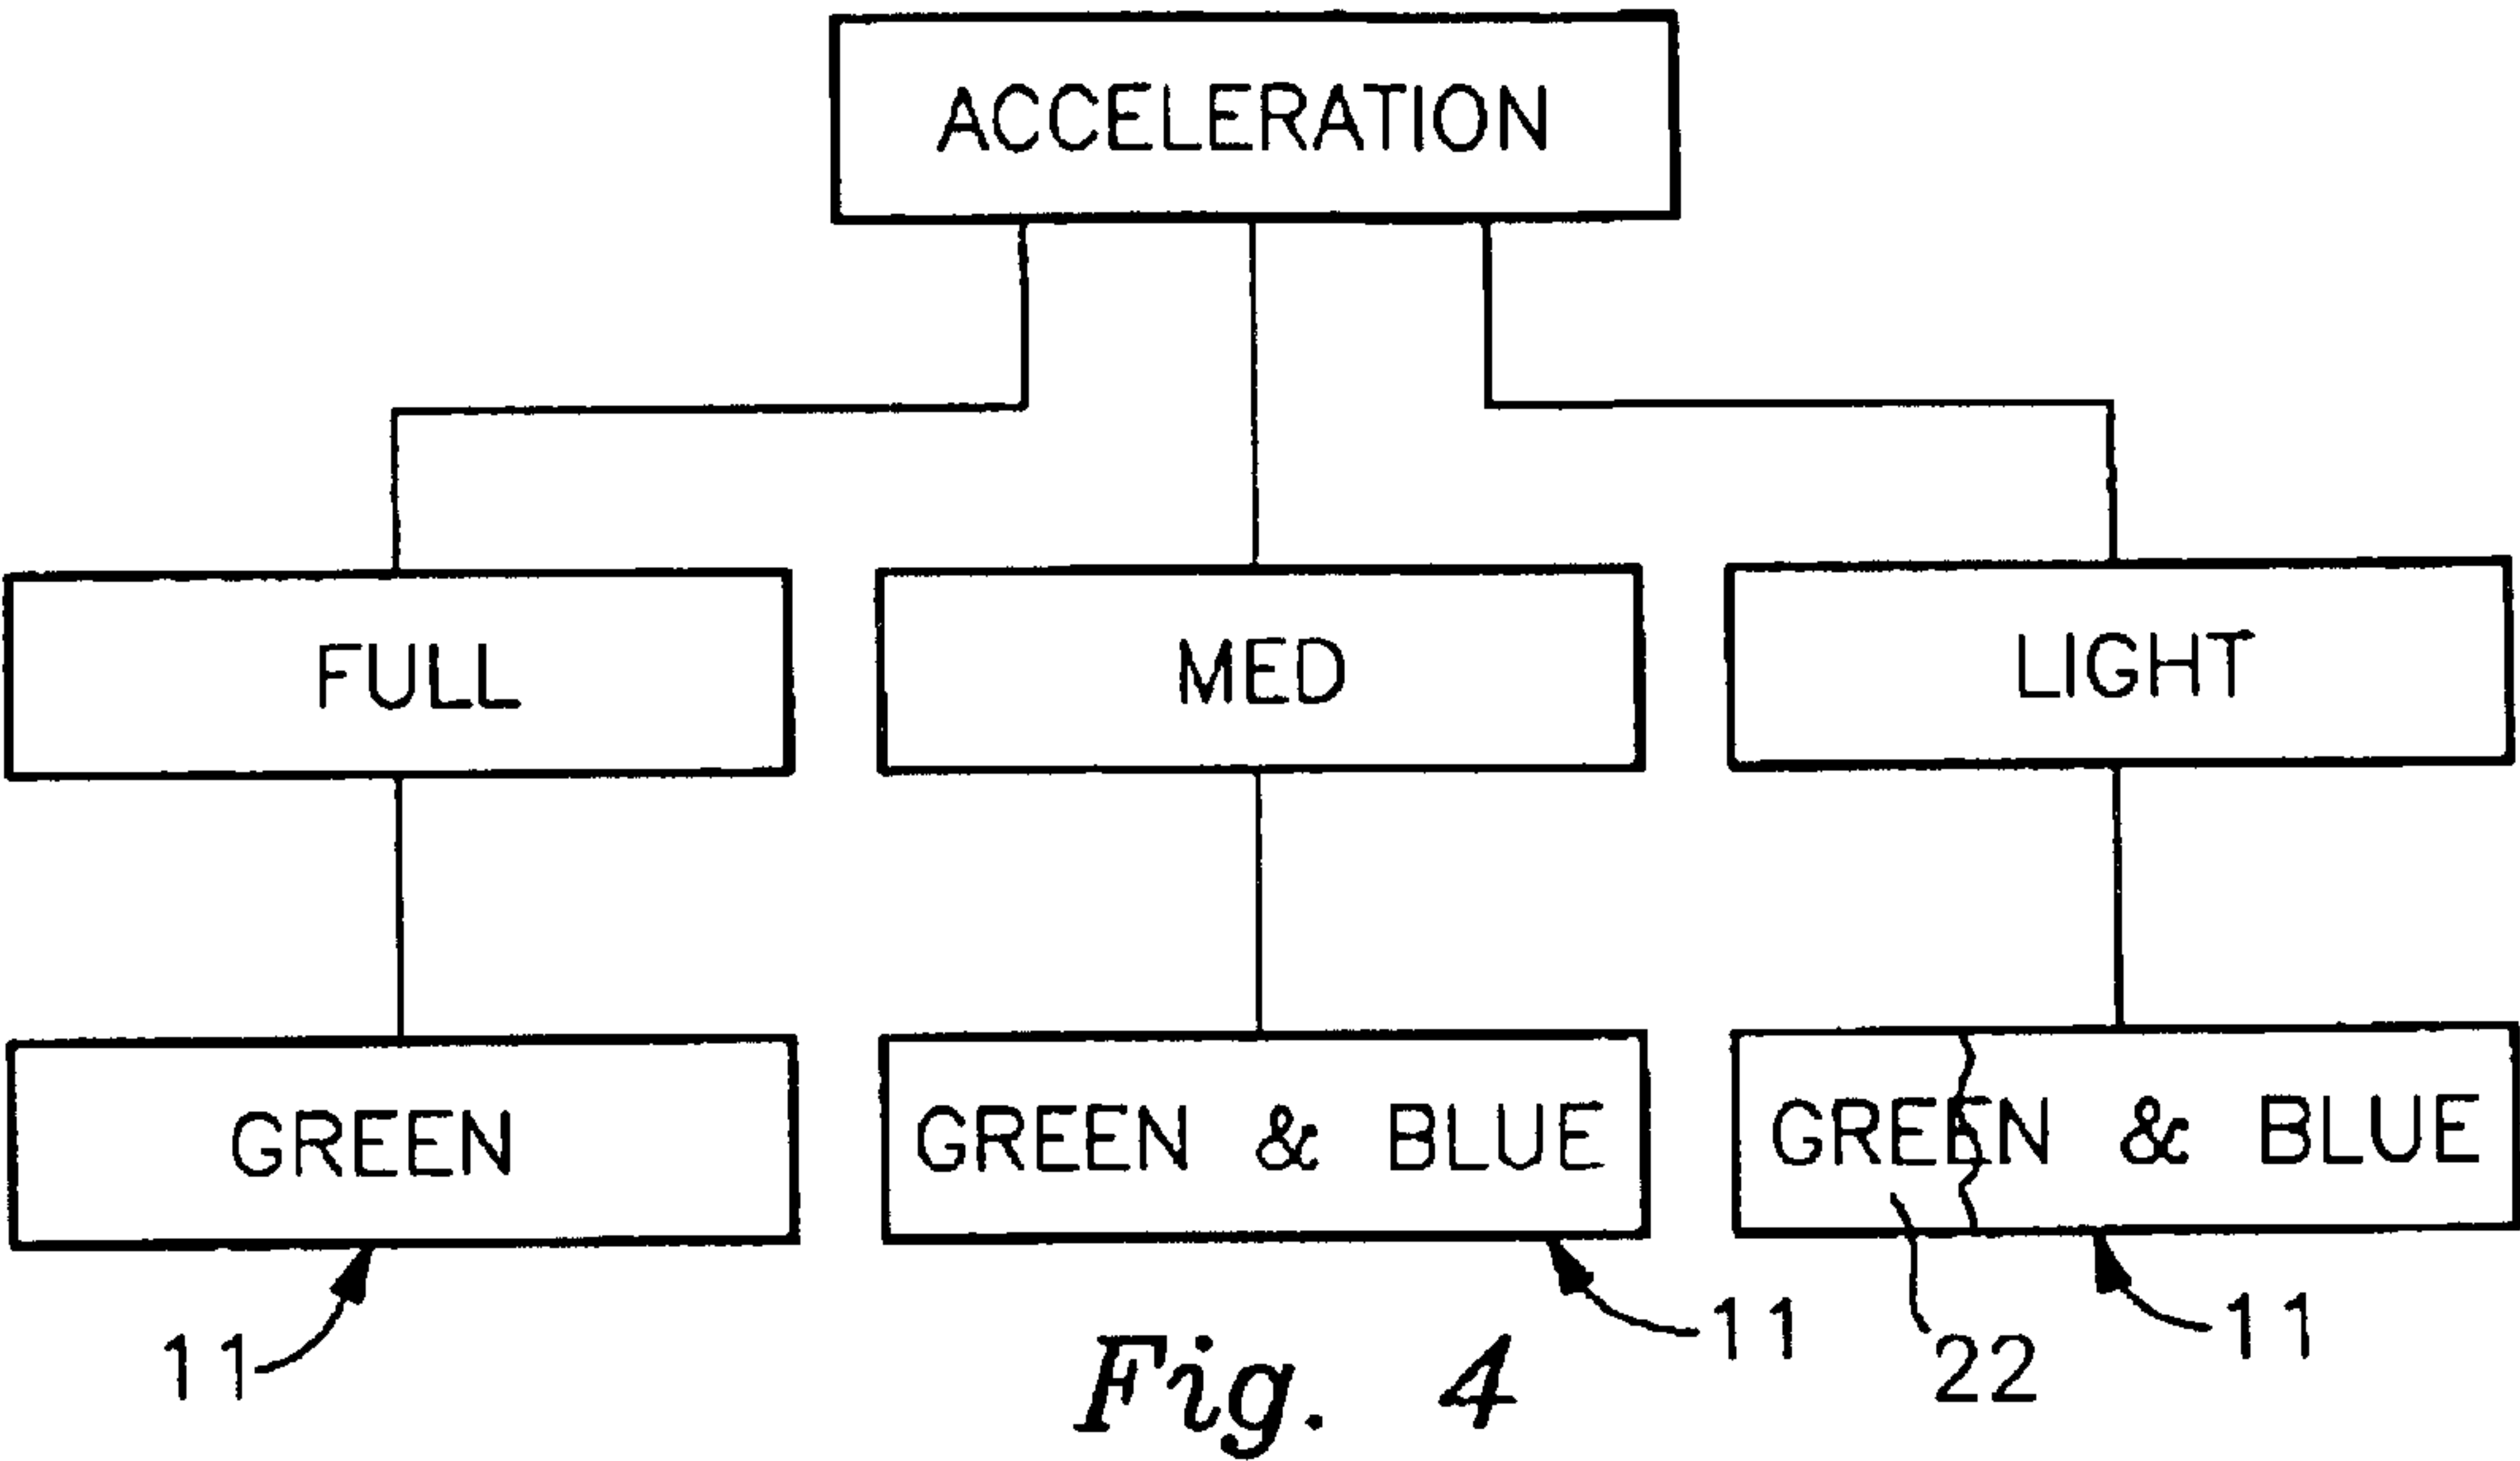 ACCELERATION
FULL
MED
LIGHT
GREEN
GREEN & BLUE
GREEN & BLUE
11
11
22
11
Fig. 4